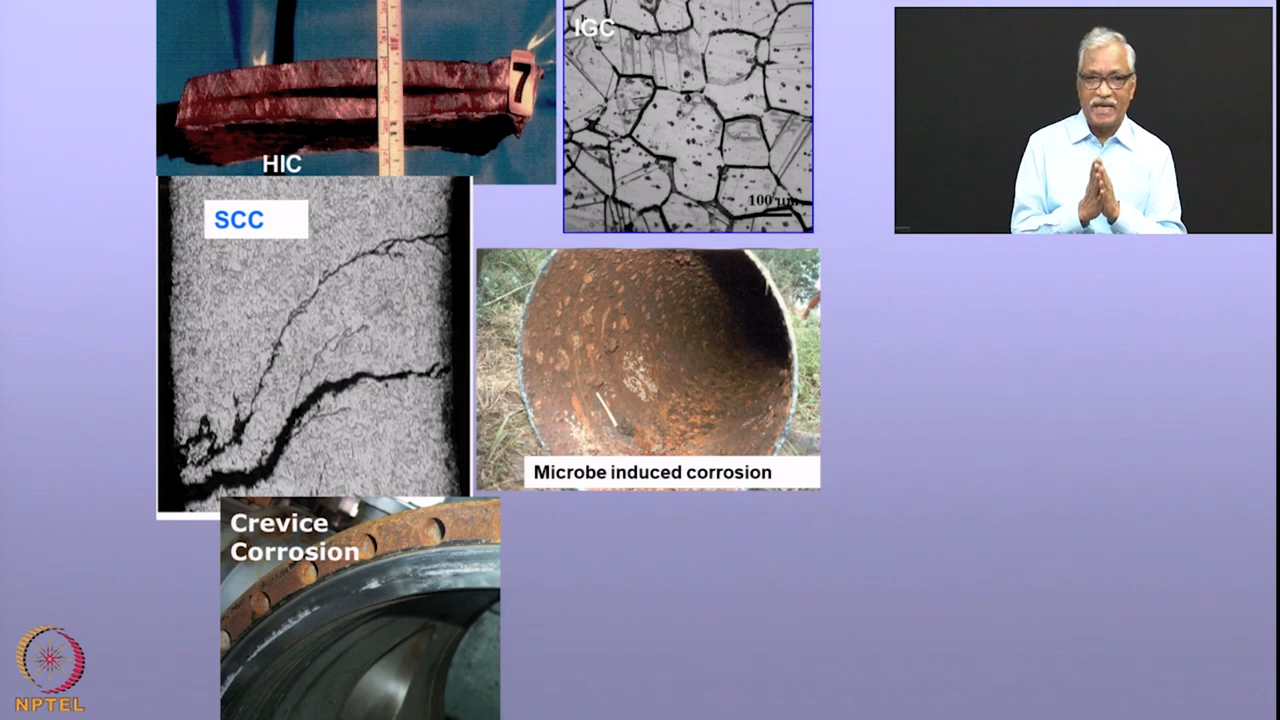 IGC
7
HIC
100 μm
SCC
Microbe induced corrosion
Crevice
Corrosion
NPTEL